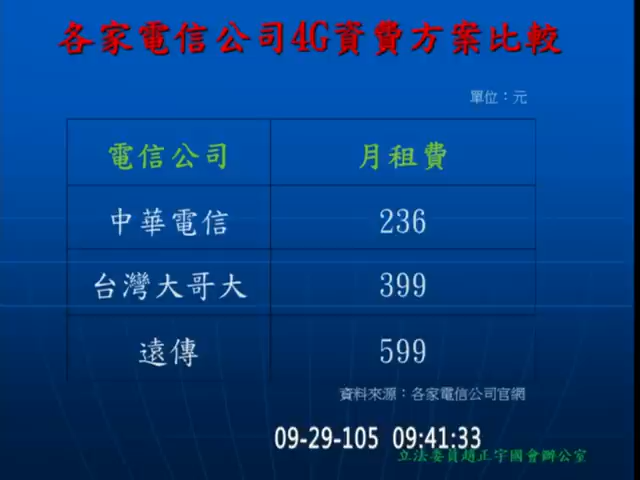 各家電信公司4G資費方案比較
單位：元
電信公司 月租費
中華電信 236
台灣大哥大 399
遠傳 599
資料來源：各家電信公司官網
09-29-105 09:41:33
立法委員趙正宇國會辦公室